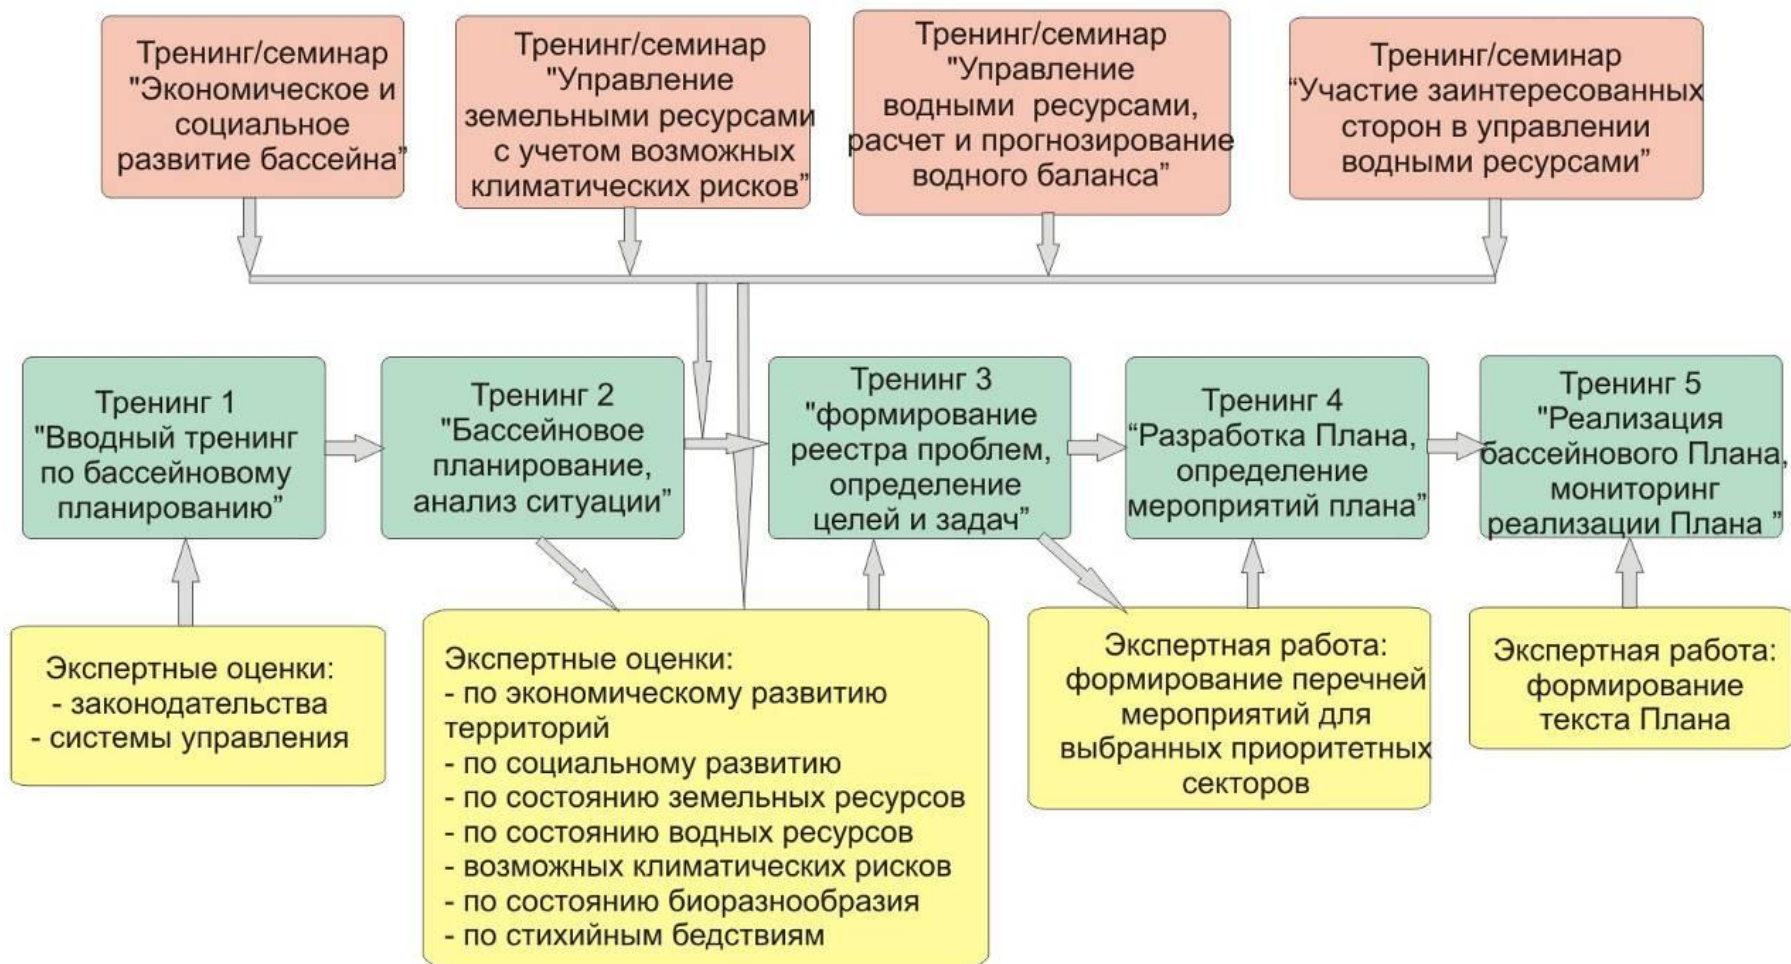 Тренинг/семинар
"Экономическое и
социальное
развитие бассейна”
Тренинг/семинар
"Управление
земельными ресурсами
с учетом возможных
климатических рисков”
Тренинг/семинар
"Управление
водными ресурсами,
расчет и прогнозирование
водного баланса”
Тренинг/семинар
“Участие заинтересованных
сторон в управлении
водными ресурсами”
Тренинг 1
"Вводный тренинг
по бассейновому
планированию”
Тренинг 2
"Бассейновое
планирование,
анализ ситуации”
Тренинг 3
"формирование
реестра проблем,
определение
целей и задач”
Тренинг 4
“Разработка Плана,
определение
мероприятий плана”
Тренинг 5
"Реализация
бассейнового Плана,
мониторинг
реализации Плана ”
Экспертные оценки:
- законодательства
- системы управления
Экспертные оценки:
- по экономическому развитию
территорий
- по социальному развитию
- по состоянию земельных ресурсов
- по состоянию водных ресурсов
- возможных климатических рисков
- по состоянию биоразнообразия
- по стихийным бедствиям
Экспертная работа:
формирование перечней
мероприятий для
выбранных приоритетных
секторов
Экспертная работа:
формирование
текста Плана